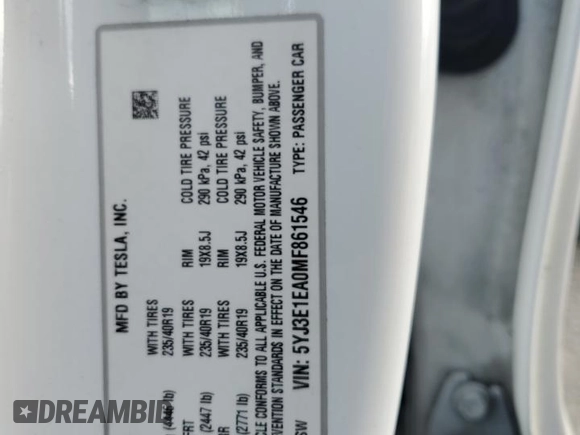 MFD BY TESLA, INC.
WITH TIRES
235/40R19
WITH TIRES RIM COLD TIRE PRESSURE
(2447 lb) 235/40R19 19X8.5J 290 kPa, 42 psi
WITH TIRES RIM COLD TIRE PRESSURE
(2771 lb) 235/40R19 19X8.5J 290 kPa, 42 psi
CONFORMS TO ALL APPLICABLE U.S. FEDERAL MOTOR VEHICLE SAFETY, BUMPER, AND
STANDARDS IN EFFECT ON THE DATE OF MANUFACTURE SHOWN ABOVE.
VIN: 5YJ3E1EA0MF861546 TYPE: PASSENGER CAR
DREAMBID